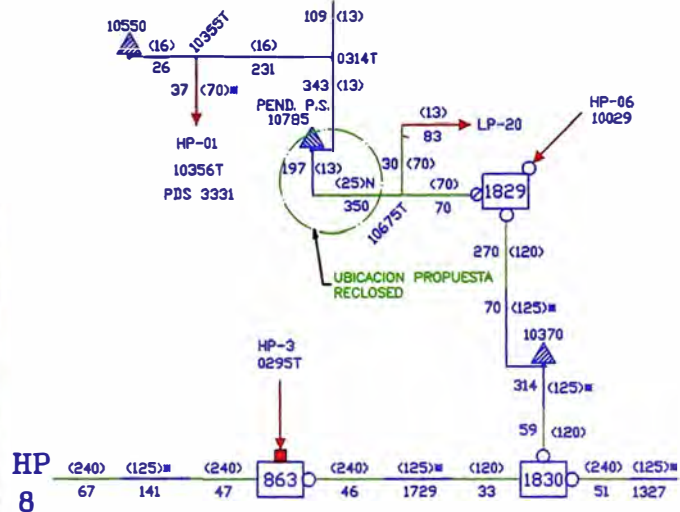 109 (13)
10550
10355T
(16) (16)
26 231
0314T
37 (70)■
343 (13)
PEND. P.S.
10785
(13)
83
LP-20
HP-06
10029
HP-01
10356T
PDS 3331
197 (13)
30 (70)
(25)N
350
(70)
70
1829
10675T
270 (120)
UBICACION PROPUESTA
RECLOSED
70 (125)■
10370
HP-3
0295T
314 (125)■
59 (120)
HP
8
(240) (125)■ (240)
67 141 47
863
(240) (125)■ (120)
46 1729 33
1830
(240) (125)■
51 1327